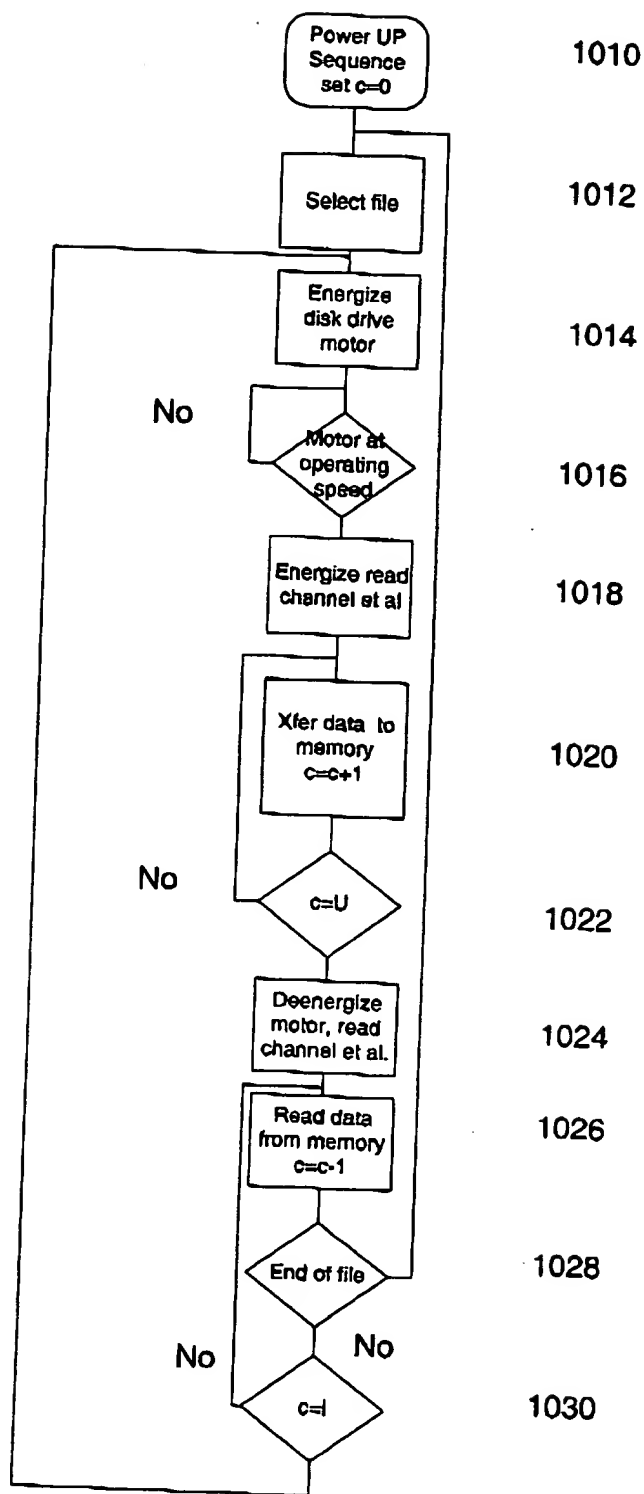 Power UP
Sequence
set c=0
1010
Select file
1012
Energize
disk drive
motor
1014
No
Motor at
operating
speed
1016
Energize read
channel et al
1018
Xfer data to
memory
c=c+1
1020
No
c=U
1022
Deenergize
motor, read
channel et al.
1024
Read data
from memory
c=c-1
1026
End of file
1028
No
No
c=l
1030